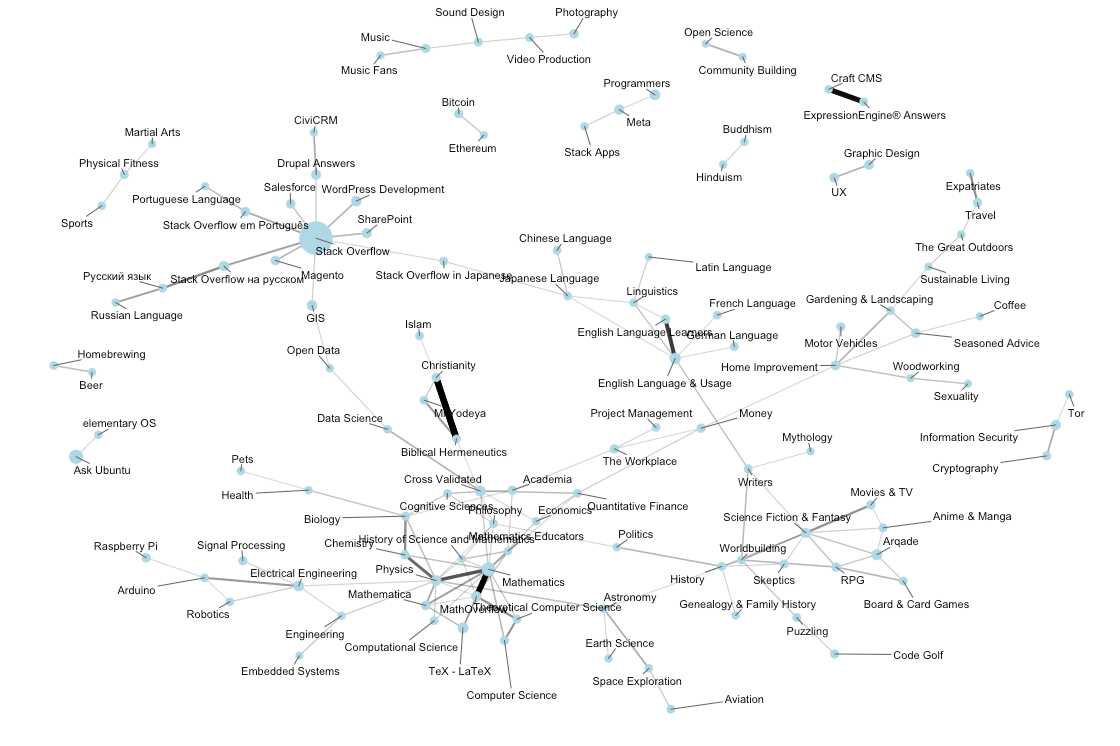 Sound Design
Photography
Music
Video Production
Music Fans
Open Science
Community Building
Craft CMS
ExpressionEngine® Answers
Programmers
Meta
Stack Apps
Bitcoin
Ethereum
CiviCRM
Drupal Answers
Martial Arts
Physical Fitness
Sports
Buddhism
Hinduism
Graphic Design
UX
Expatriates
Travel
The Great Outdoors
Sustainable Living
Salesforce
WordPress Development
Portuguese Language
Stack Overflow em Português
SharePoint
Stack Overflow
Magento
Stack Overflow in Japanese
Русский язык
Stack Overflow на русском
Russian Language
GIS
Chinese Language
Japanese Language
Latin Language
Linguistics
French Language
English Language Learners
German Language
English Language & Usage
Gardening & Landscaping
Coffee
Motor Vehicles
Seasoned Advice
Home Improvement
Woodworking
Sexuality
Islam
Open Data
Christianity
Mi Yodeya
Biblical Hermeneutics
Data Science
Homebrewing
Beer
elementary OS
Ask Ubuntu
Project Management
Money
The Workplace
Mythology
Writers
Tor
Information Security
Cryptography
Pets
Health
Cross Validated
Academia
Cognitive Sciences
Philosophy
Economics
Quantitative Finance
Biology
Chemistry
History of Science and Mathematics
Mathematics Educators
Politics
Science Fiction & Fantasy
Movies & TV
Anime & Manga
Arqade
Worldbuilding
Raspberry Pi
Signal Processing
Electrical Engineering
Arduino
Robotics
Physics
Mathematics
Mathematica
MathOverflow
Theoretical Computer Science
Astronomy
History
Skeptics
RPG
Board & Card Games
Genealogy & Family History
Puzzling
Code Golf
Engineering
Embedded Systems
Computational Science
TeX - LaTeX
Computer Science
Earth Science
Space Exploration
Aviation